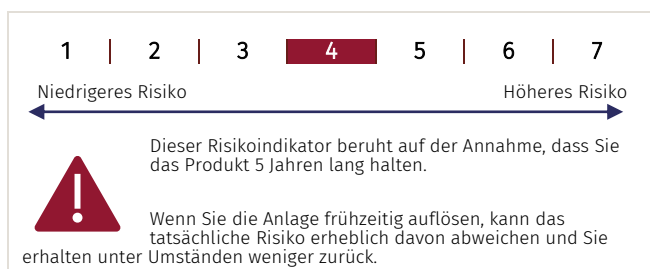 1 2 3 4 5 6 7
Niedrigeres Risiko Höheres Risiko
Dieser Risikoindikator beruht auf der Annahme, dass Sie
das Produkt 5 Jahren lang halten.
Wenn Sie die Anlage frühzeitig auflösen, kann das
tatsächliche Risiko erheblich davon abweichen und Sie
erhalten unter Umständen weniger zurück.